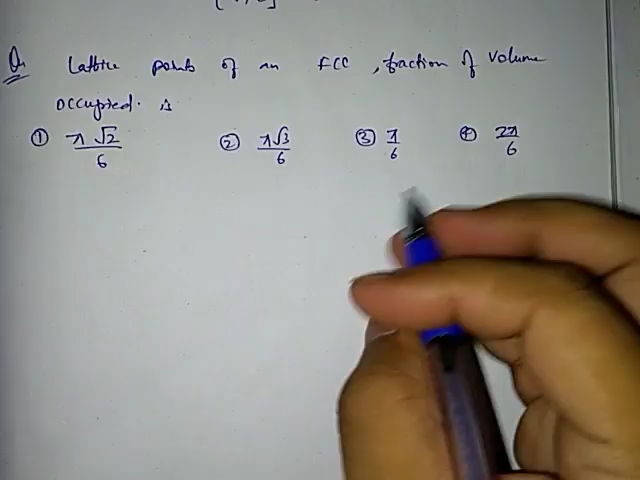 Qn Lattice points of an FCC, fraction of Volume
occupied. is
① π√2/6 ② π√3/6 ③ π/6 ④ 2π/6